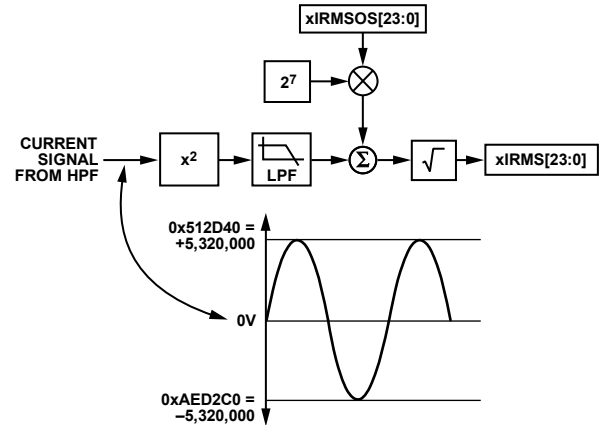 xIRMSOS[23:0]
2⁷
CURRENT
SIGNAL
FROM HPF
x²
LPF
Σ
√
xIRMS[23:0]
0x512D40 =
+5,320,000
0V
0xAED2C0 =
–5,320,000